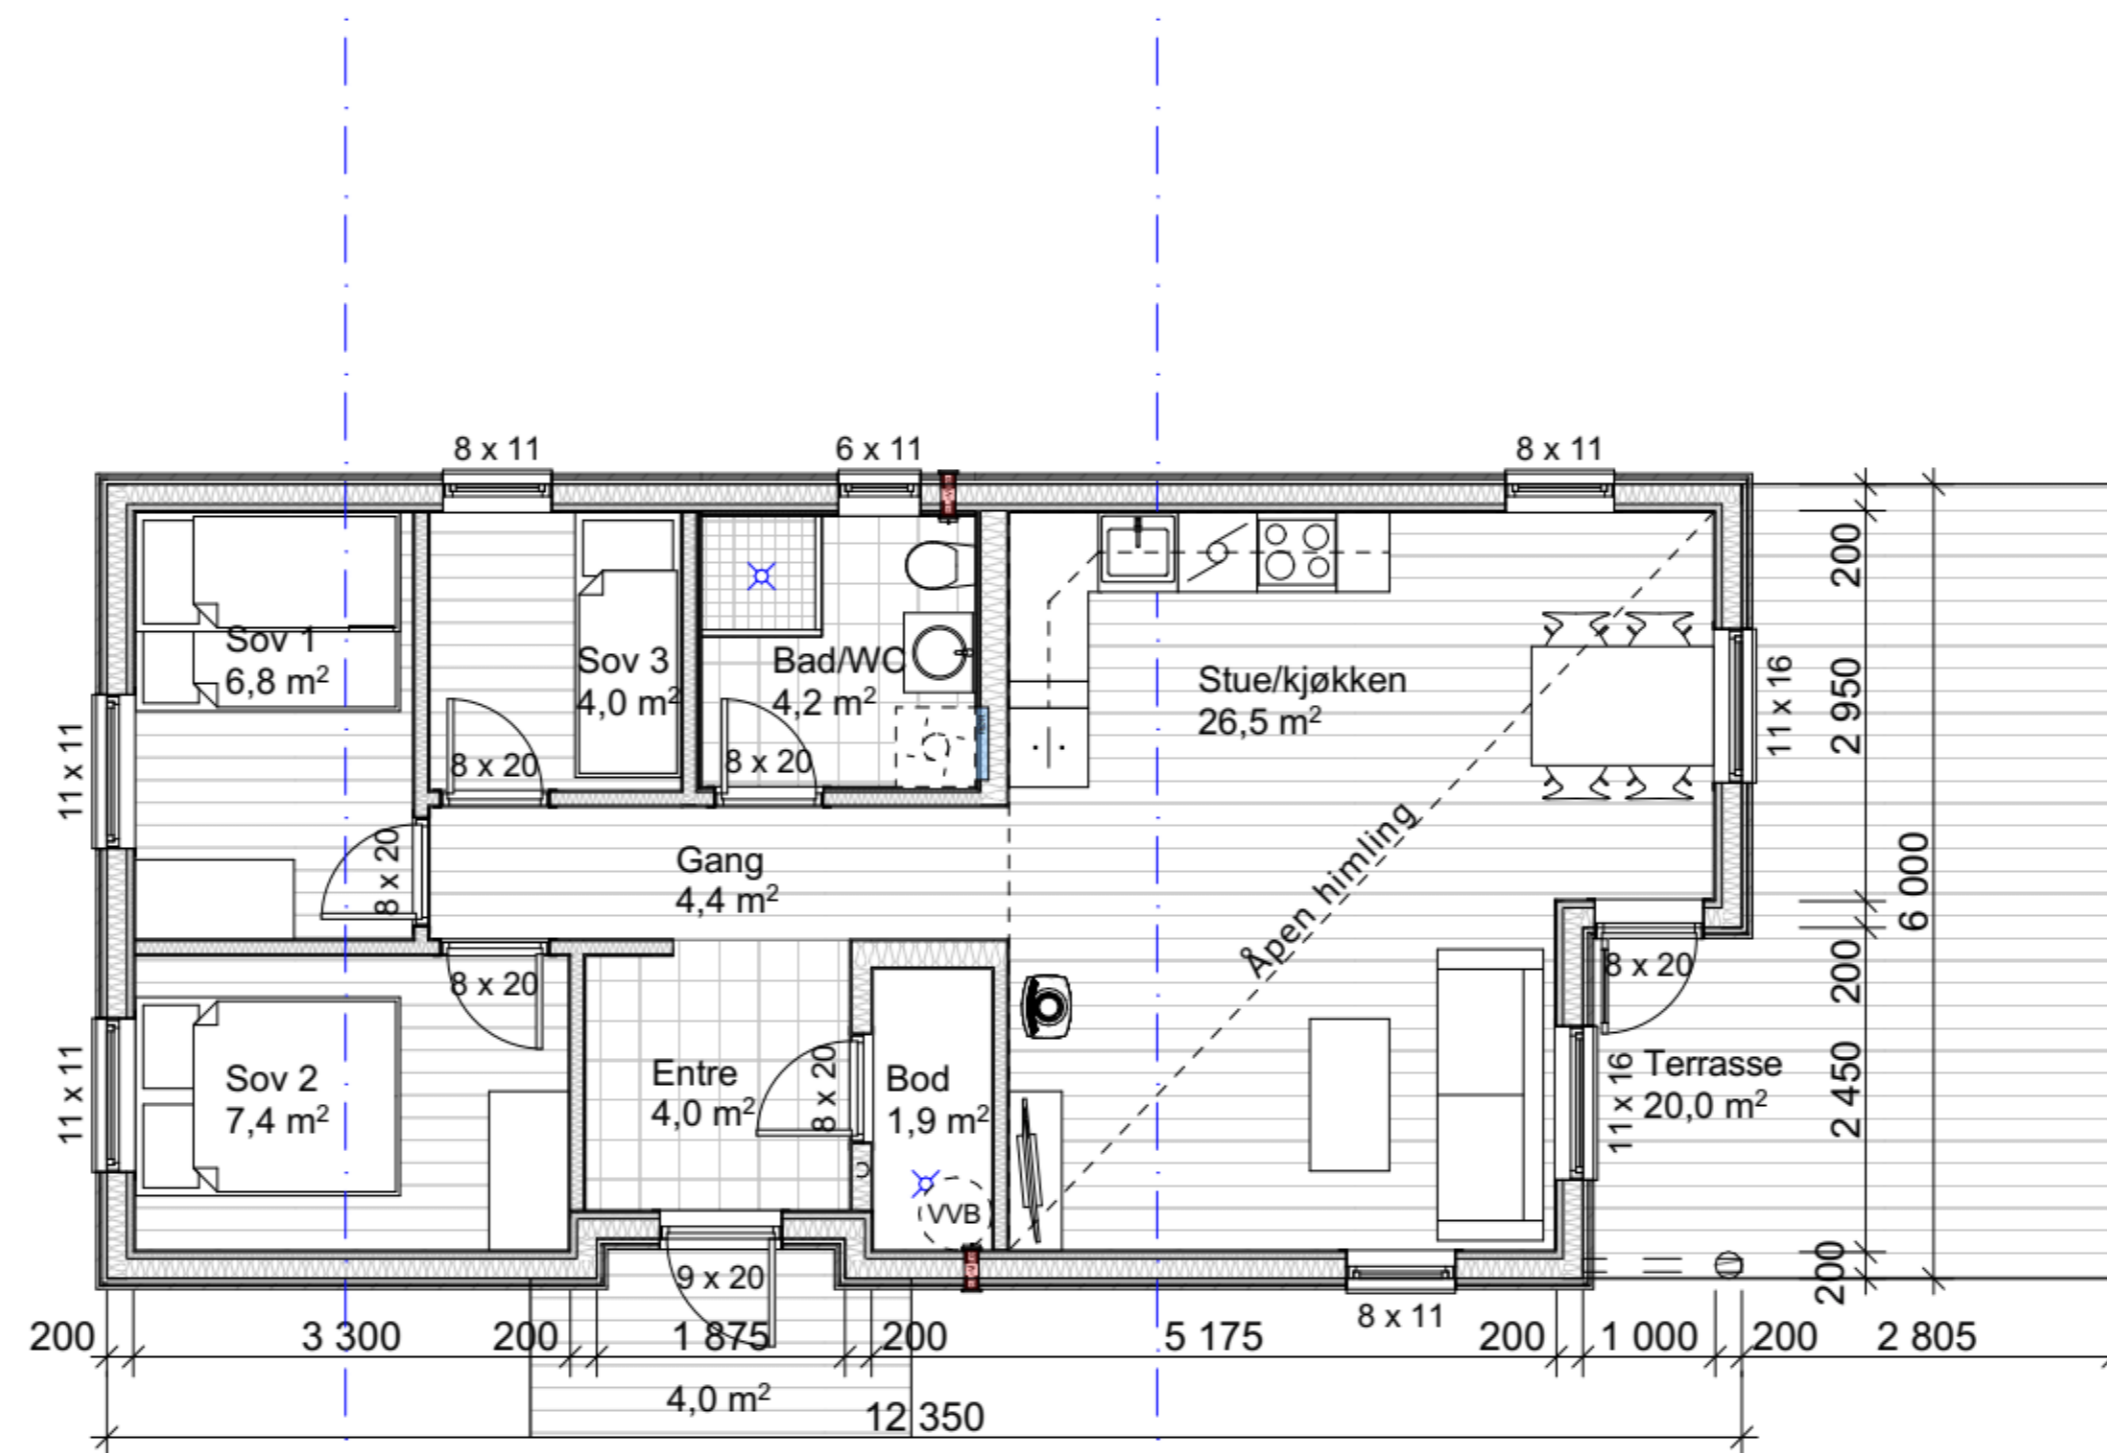 8 x 11
6 x 11
8 x 11
Sov 1
6,8 m²
Sov 3
4,0 m²
Bad/WC
4,2 m²
Stue/kjøkken
26,5 m²
11 x 11
8 x 20
8 x 20
8 x 20
11 x 16
200
2 950
6 000
Gang
4,4 m²
Åpen himling
8 x 20
8 x 20
200
Sov 2
7,4 m²
11 x 11
Entre
4,0 m²
8 x 20
Bod
1,9 m²
VVB
11 x 16
Terrasse
20,0 m²
2 450
200
9 x 20
8 x 11
200
3 300
200
1 875
200
5 175
200
1 000
200
2 805
4,0 m²
12 350